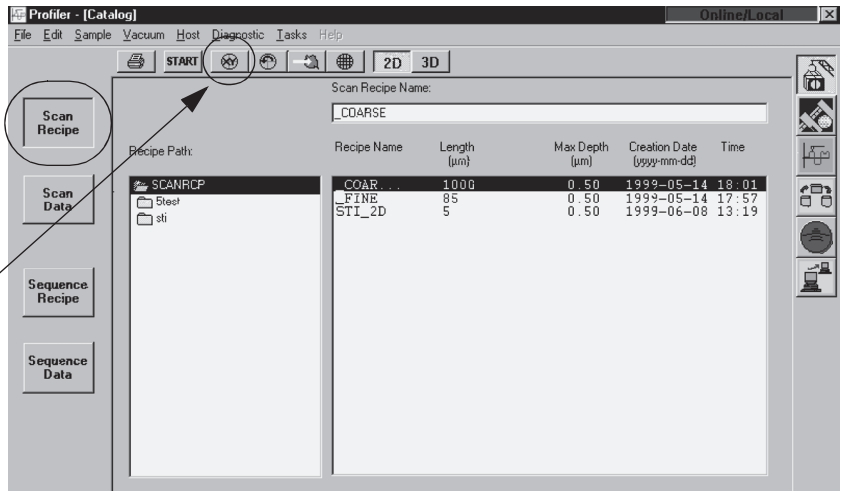 Profiler - [Catalog]
Online/Local
File Edit Sample Vacuum Host Diagnostic Tasks Help
START XY 2D 3D
Scan Recipe Name:
_COARSE
Scan Recipe
Recipe Path:
Recipe Name Length (µm) Max Depth (µm) Creation Date (yyyy-mm-dd) Time
SCANRCP
5test
sti
_COAR... 1000 0.50 1999-05-14 18:01
_FINE 85 0.50 1999-05-14 17:57
STI_2D 5 0.50 1999-06-08 13:19
Scan Data
Sequence Recipe
Sequence Data